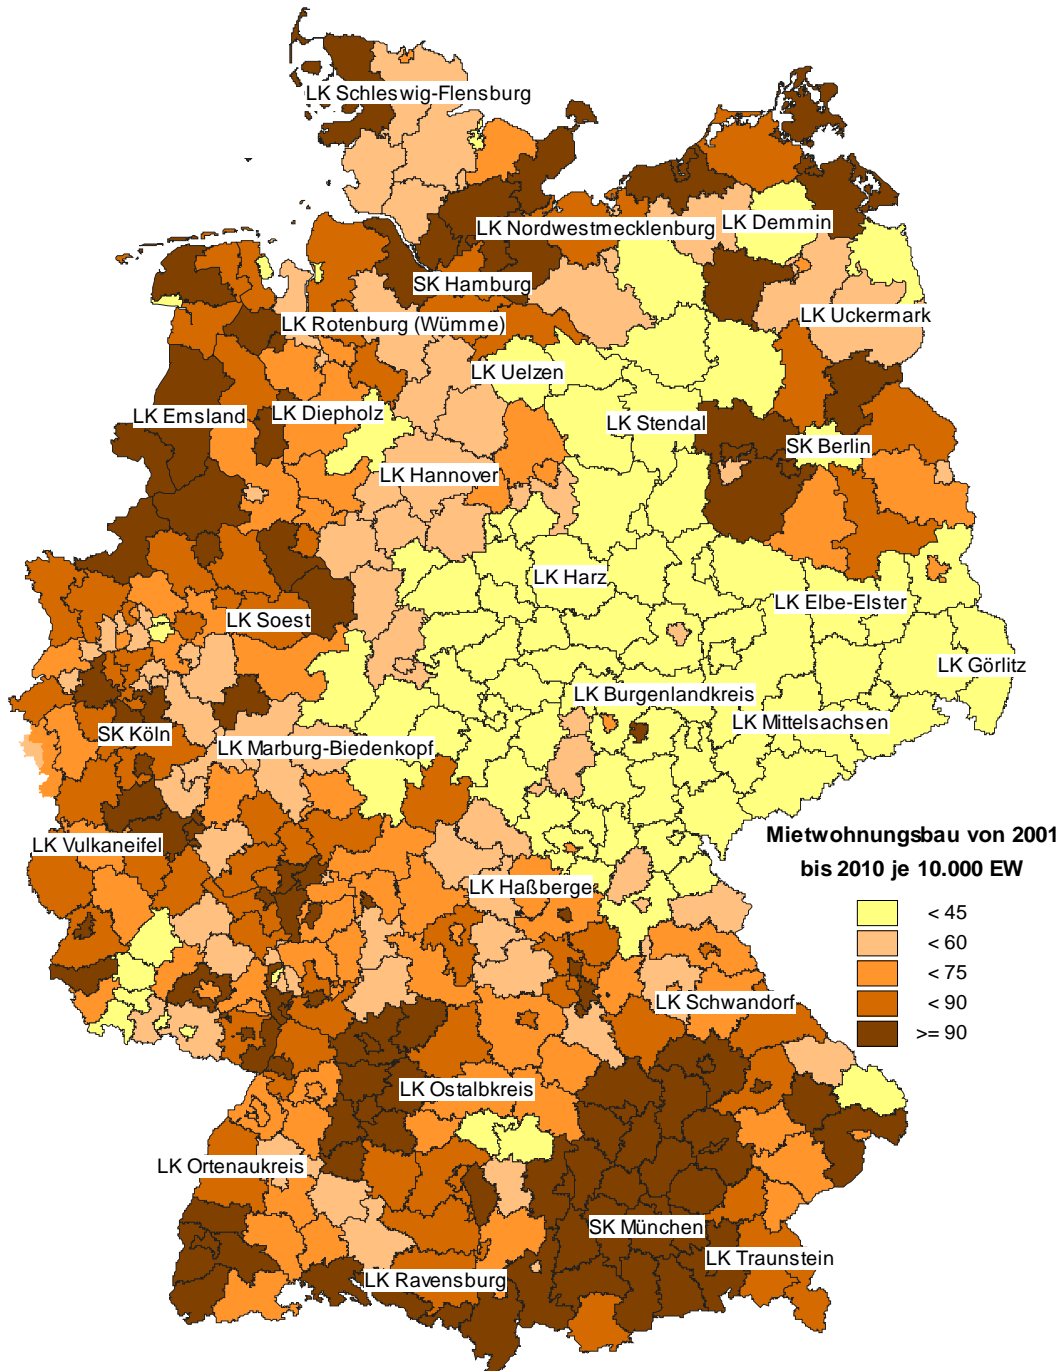 LK Schleswig-Flensburg
LK Nordwestmecklenburg
LK Demmin
SK Hamburg
LK Uckermark
LK Rotenburg (Wümme)
LK Uelzen
LK Emsland
LK Diepholz
LK Stendal
SK Berlin
LK Hannover
LK Harz
LK Elbe-Elster
LK Soest
LK Görlitz
LK Burgenlandkreis
LK Mittelsachsen
SK Köln
LK Marburg-Biedenkopf
LK Vulkaneifel
LK Haßberge
LK Schwandorf
LK Ostalbkreis
LK Ortenaukreis
SK München
LK Traunstein
LK Ravensburg
Mietwohnungsbau von 2001
bis 2010 je 10.000 EW
< 45
< 60
< 75
< 90
>= 90